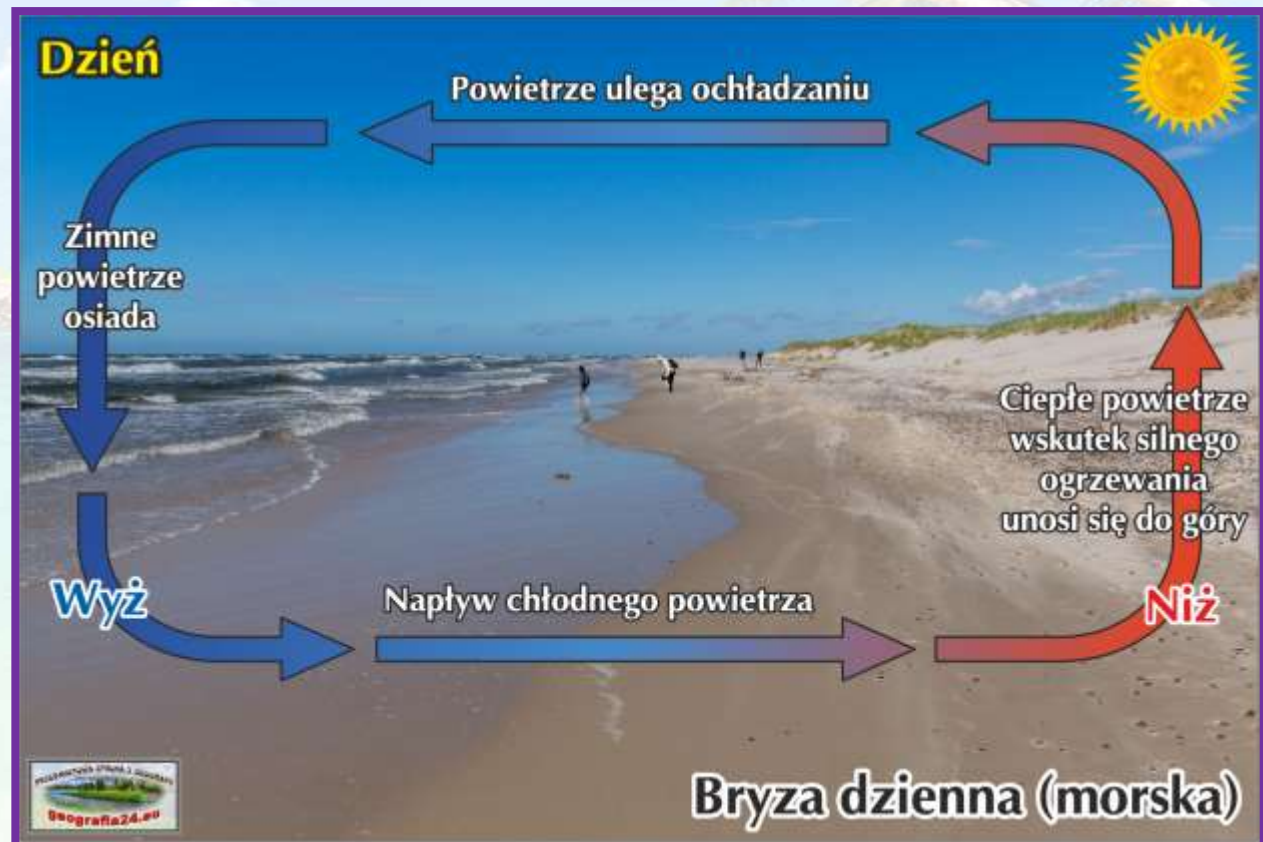 Dzień
Powietrze ulega ochładzaniu
Zimne
powietrze
osiada
Ciepłe powietrze
wskutek silnego
ogrzewania
unosi się do góry
Wyż
Napływ chłodnego powietrza
Niż
geografia24.eu
Bryza dzienna (morska)